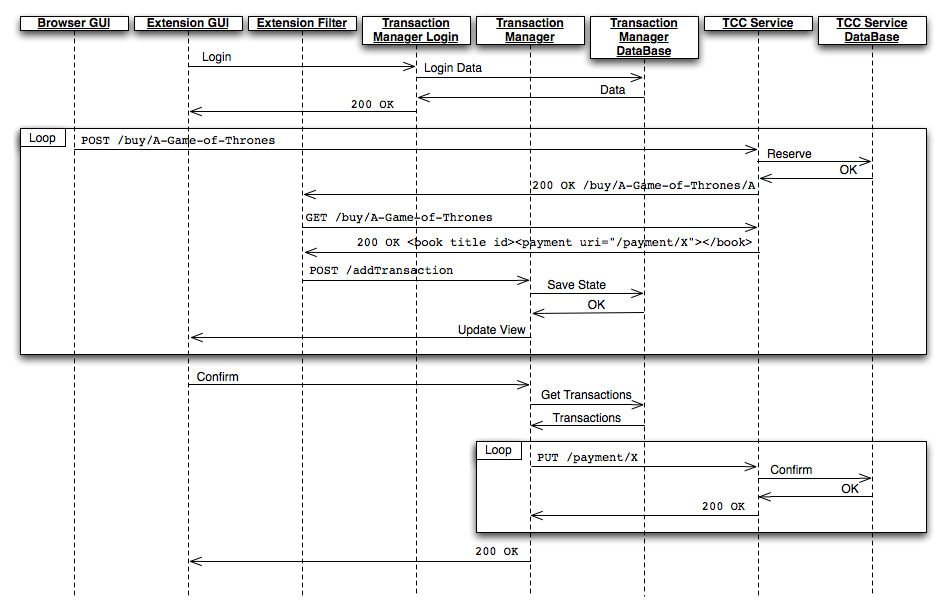 Browser GUI
Extension GUI
Extension Filter
Transaction
Manager Login
Transaction
Manager
Transaction
Manager
DataBase
TCC Service
TCC Service
DataBase
Login
Login Data
Data
200 OK
Loop
POST /buy/A-Game-of-Thrones
Reserve
OK
200 OK /buy/A-Game-of-Thrones/A
GET /buy/A-Game-of-Thrones
200 OK <book title id><payment uri="/payment/X"></book>
POST /addTransaction
Save State
OK
Update View
Confirm
Get Transactions
Transactions
Loop
PUT /payment/X
Confirm
OK
200 OK
200 OK